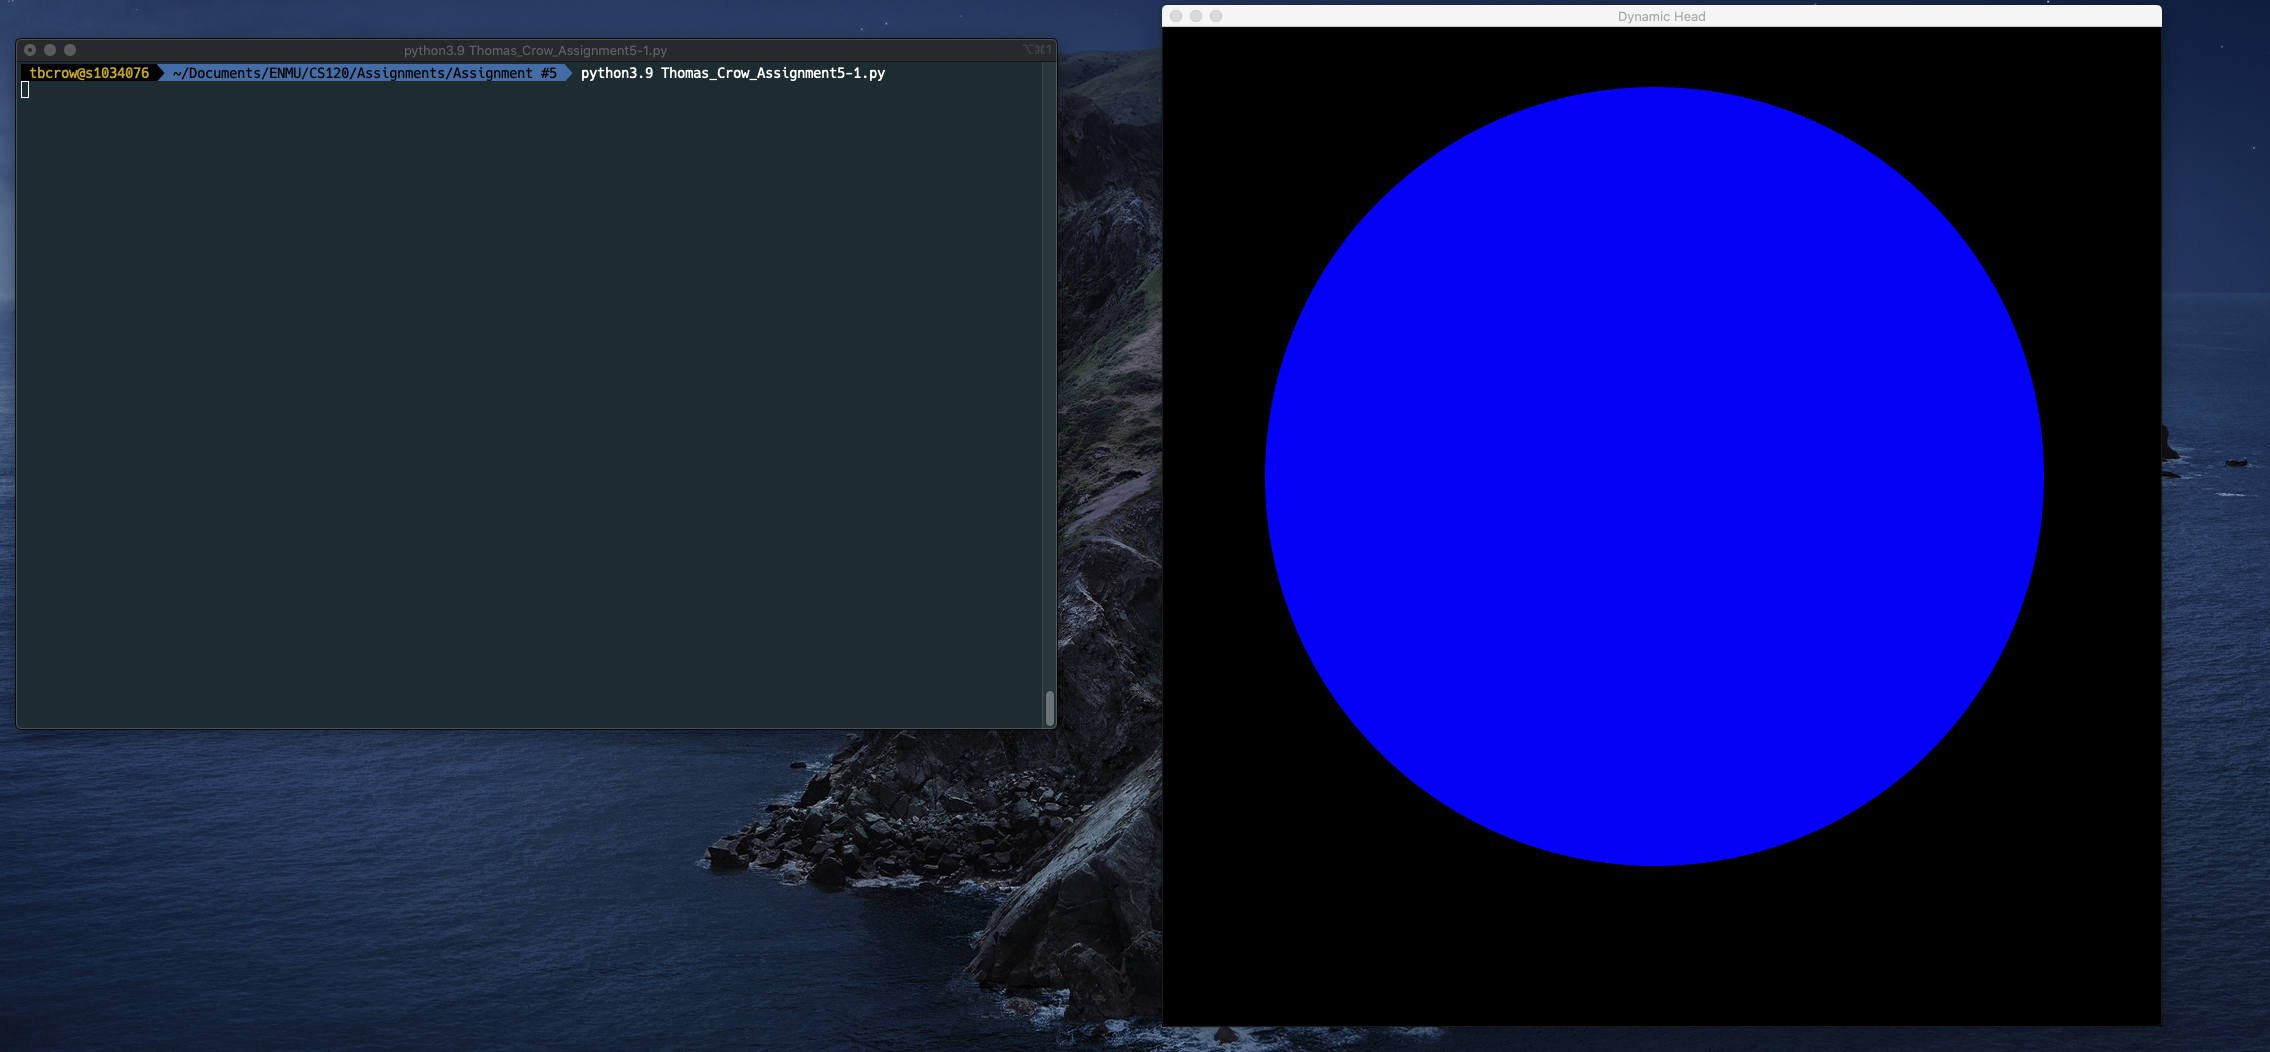 python3.9 Thomas_Crow_Assignment5-1.py ⌥⌘1
tbcrow@s1034076 ~/Documents/ENMU/CS120/Assignments/Assignment #5 python3.9 Thomas_Crow_Assignment5-1.py
Dynamic Head